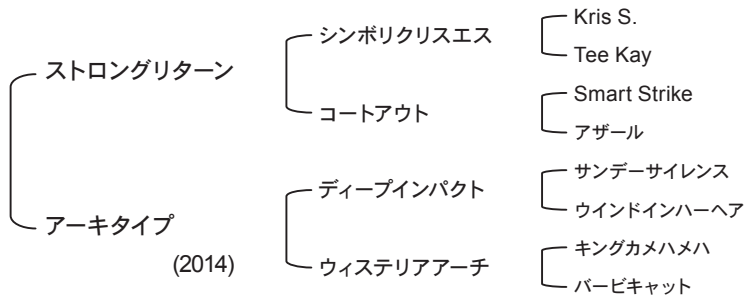 ストロングリターン
シンボリクリスエス
Kris S.
Tee Kay
コートアウト
Smart Strike
アザール
アーキタイプ
(2014)
ディープインパクト
サンデーサイレンス
ウインドインハーヘア
ウィステリアアーチ
キングカメハメハ
バービキャット